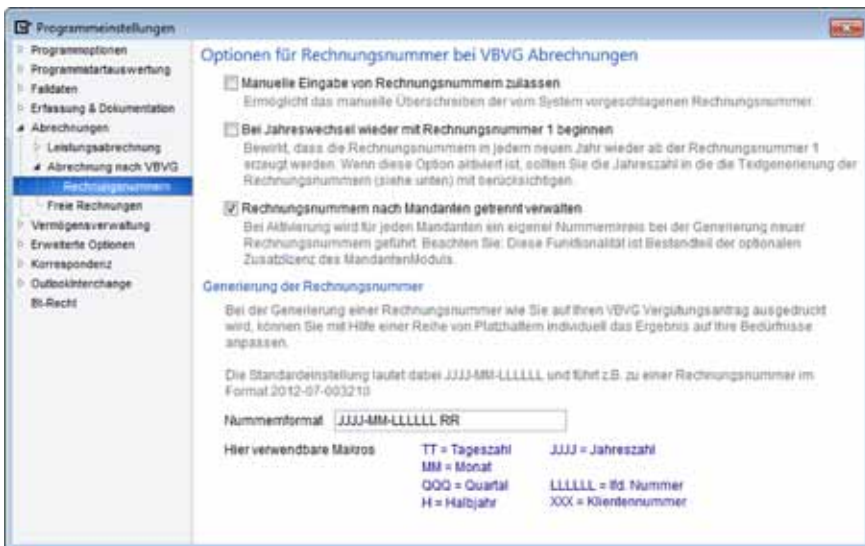 Programmeinstellungen
Programmoptionen
Programmstartauswertung
Falldaten
Erfassung & Dokumentation
Abrechnungen
Leistungsabrechnung
Abrechnung nach VBVG
Rechnungsnummern
Freie Rechnungen
Vermögensverwaltung
Erweiterte Optionen
Korrespondenz
OutlookInterchange
Bt-Recht
Optionen für Rechnungsnummer bei VBVG Abrechnungen
Manuelle Eingabe von Rechnungsnummern zulassen
Ermöglicht das manuelle Überschreiben der vom System vorgeschlagenen Rechnungsnummer.
Bei Jahreswechsel wieder mit Rechnungsnummer 1 beginnen
Bewirkt, dass die Rechnungsnummern in jedem neuen Jahr wieder ab der Rechnungsnummer 1
erzeugt werden. Wenn diese Option aktiviert ist, sollten Sie die Jahreszahl in die die Textgenerierung der
Rechnungsnummern (siehe unten) mit berücksichtigen.
Rechnungsnummern nach Mandanten getrennt verwalten
Bei Aktivierung wird für jeden Mandanten ein eigener Nummernkreis bei der Generierung neuer
Rechnungsnummern geführt. Beachten Sie: Diese Funktionalität ist Bestandteil der optionalen
Zusatzlizenz des MandantenModuls.
Generierung der Rechnungsnummer
Bei der Generierung einer Rechnungsnummer wie Sie auf Ihren VBVG Vergütungsantrag ausgedruckt
wird, können Sie mit Hilfe einer Reihe von Platzhaltern individuell das Ergebnis auf Ihre Bedürfnisse
anpassen.
Die Standardeinstellung lautet dabei JJJJ-MM-LLLLLL und führt z.B. zu einer Rechnungsnummer im
Format 2012-07-003210
Nummernformat JJJJ-MM-LLLLLL RR
Hier verwendbare Makros TT = Tageszahl JJJJ = Jahreszahl
MM = Monat
QQQ = Quartal LLLLLL = lfd. Nummer
H = Halbjahr XXX = Klientennummer